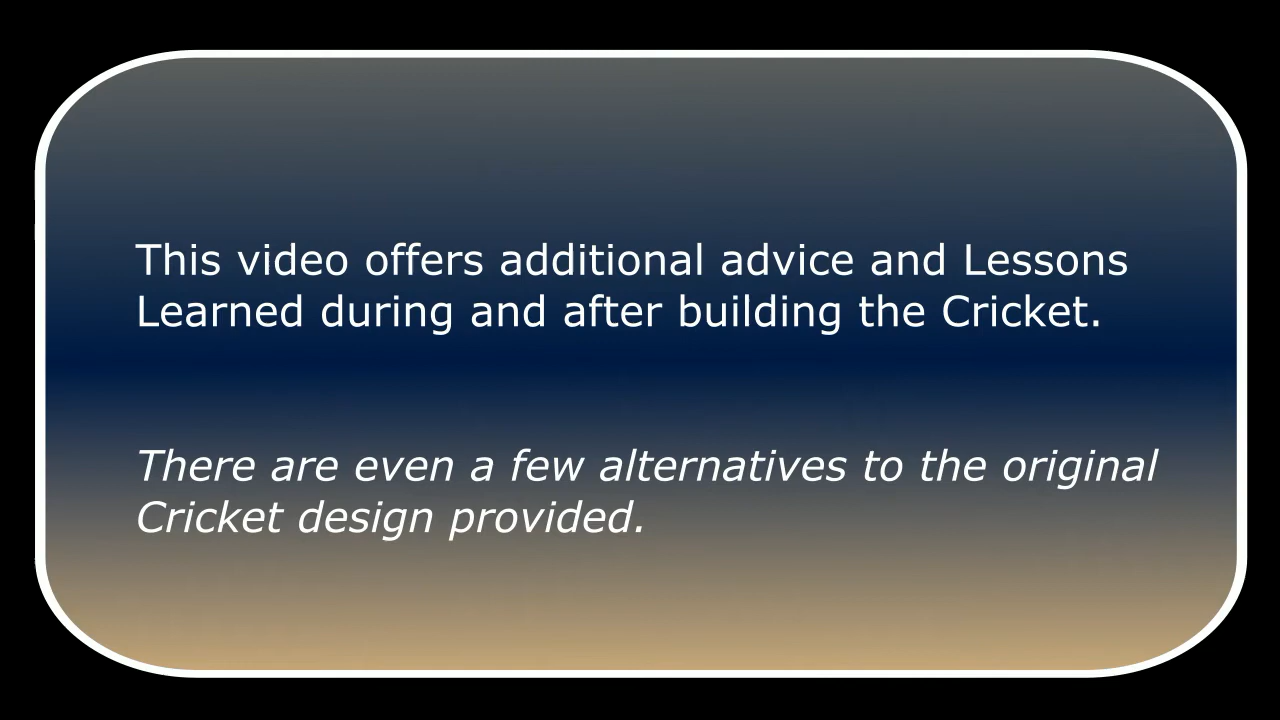 This video offers additional advice and Lessons
Learned during and after building the Cricket.
There are even a few alternatives to the original
Cricket design provided.